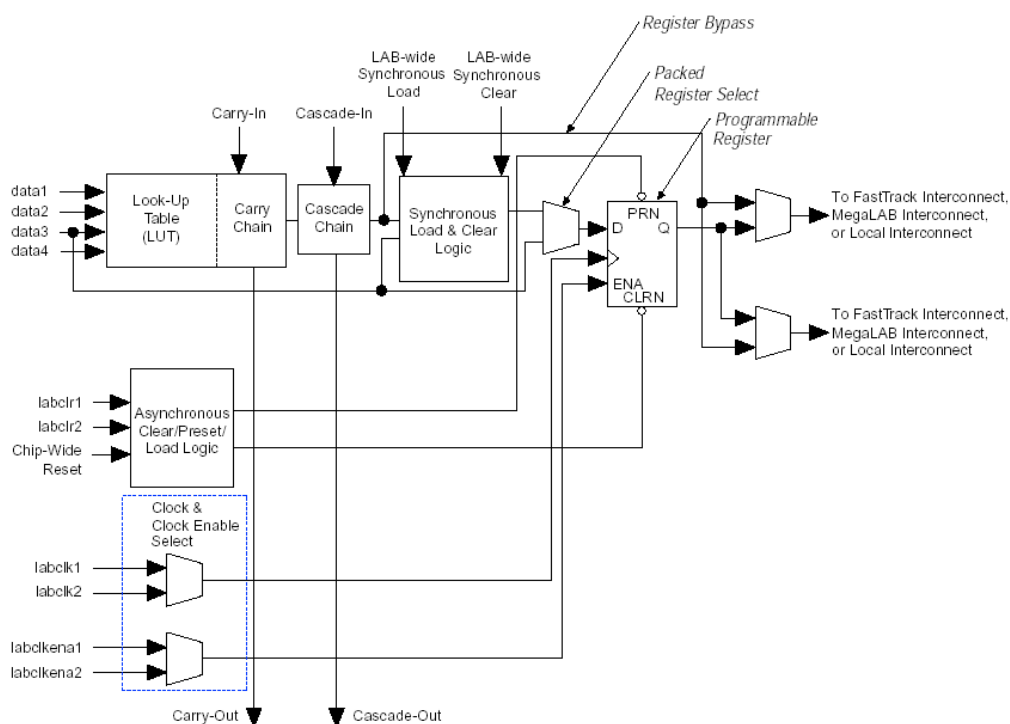 Register Bypass
LAB-wide
Synchronous
Load
LAB-wide
Synchronous
Clear
Packed
Register Select
Carry-In
Cascade-In
Programmable
Register
data1
data2
data3
data4
Look-Up
Table
(LUT)
Carry
Chain
Cascade
Chain
Synchronous
Load & Clear
Logic
PRN
D
Q
ENA
CLRN
To FastTrack Interconnect,
MegaLAB Interconnect,
or Local Interconnect
To FastTrack Interconnect,
MegaLAB Interconnect,
or Local Interconnect
labclr1
labclr2
Chip-Wide
Reset
Asynchronous
Clear/Preset/
Load Logic
Clock &
Clock Enable
Select
labclk1
labclk2
labclkena1
labclkena2
Carry-Out
Cascade-Out